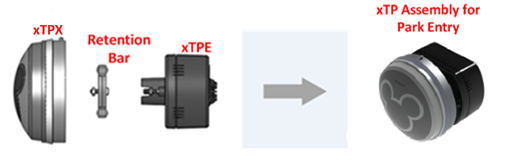 xTPX
Retention
Bar
xTPE
xTP Assembly for
Park Entry